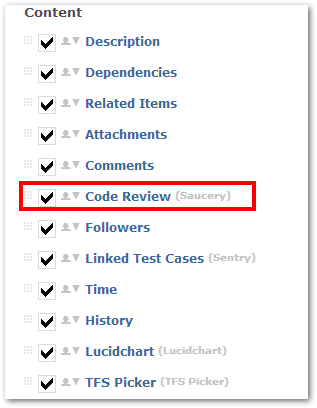 Content
Description
Dependencies
Related Items
Attachments
Comments
Code Review (Saucery)
Followers
Linked Test Cases (Sentry)
Time
History
Lucidchart (Lucidchart)
TFS Picker (TFS Picker)